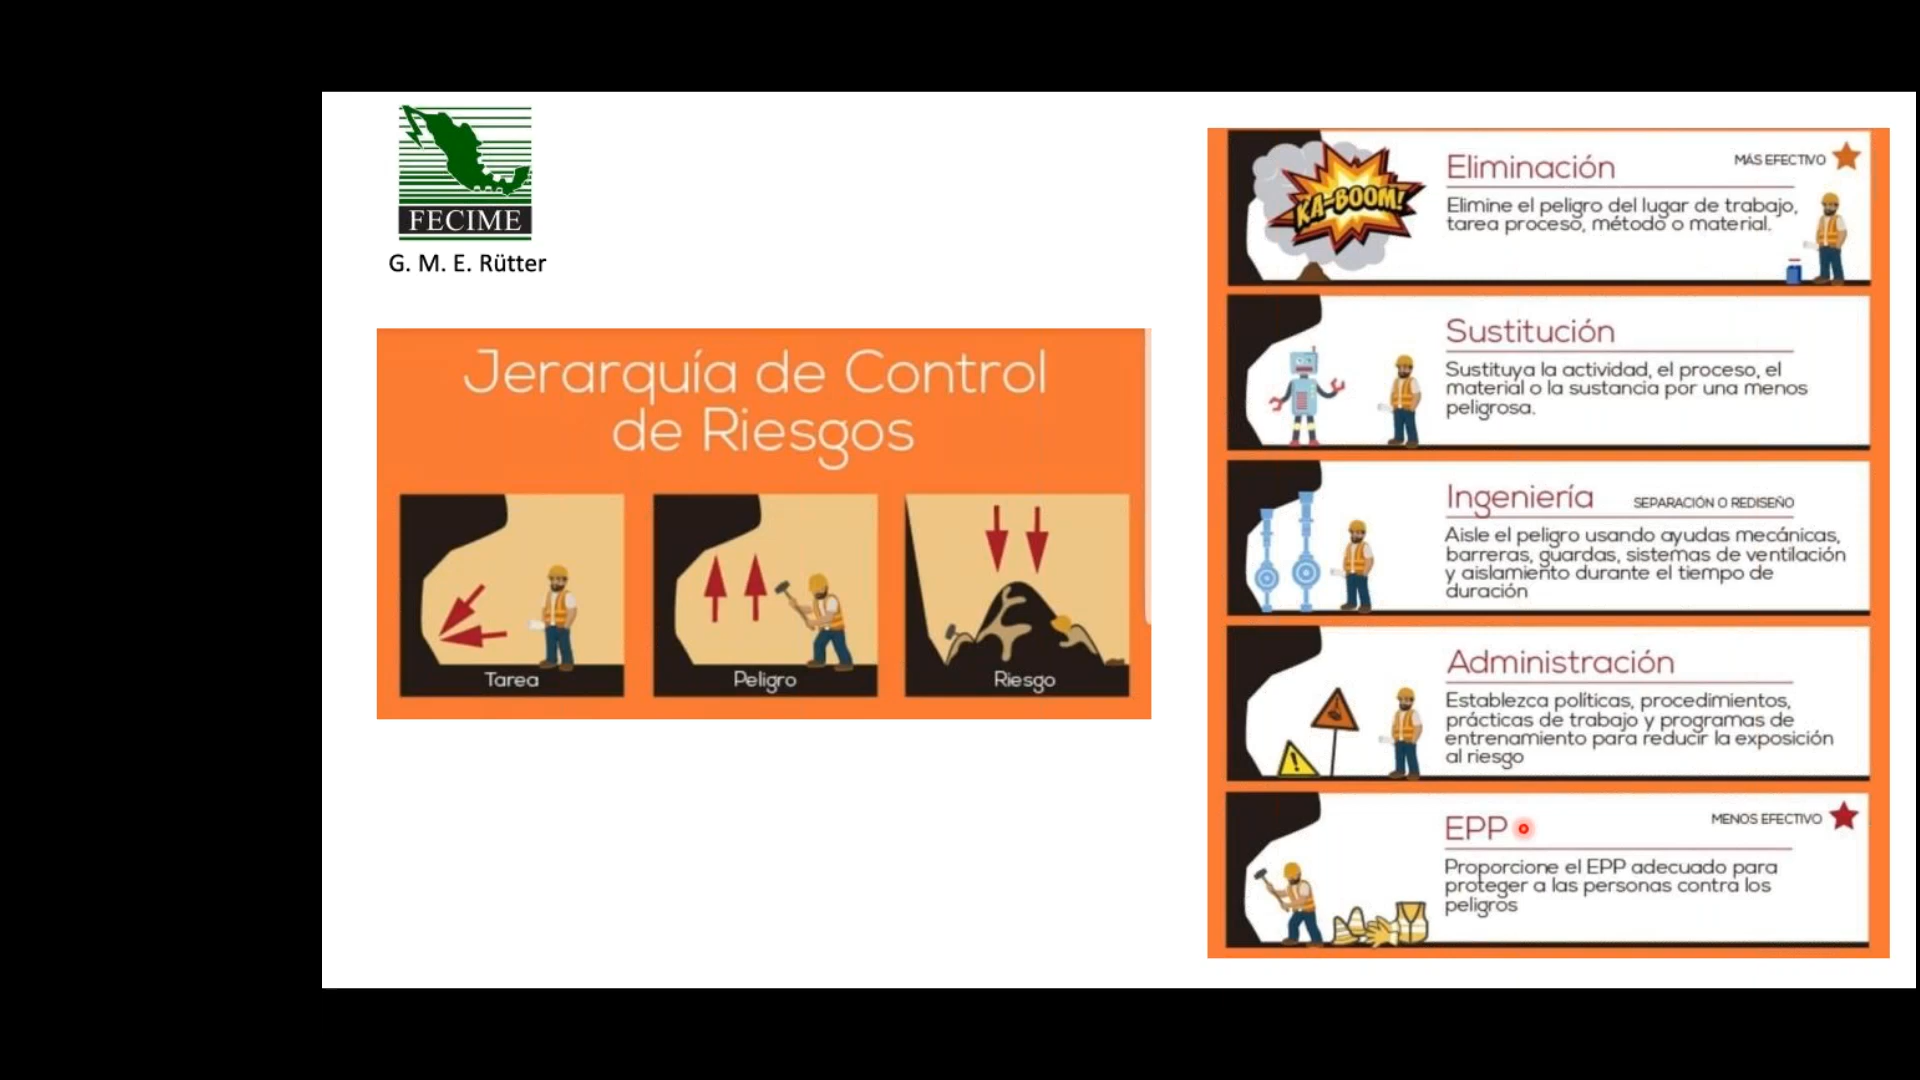 FECIME
G. M. E. Rütter
Jerarquía de Control
de Riesgos
Tarea
Peligro
Riesgo
KA-BOOM!
Eliminación
MÁS EFECTIVO
Elimine el peligro del lugar de trabajo,
tarea proceso, método o material.
Sustitución
Sustituya la actividad, el proceso, el
material o la sustancia por una menos
peligrosa.
Ingeniería
SEPARACIÓN O REDISEÑO
Aisle el peligro usando ayudas mecánicas,
barreras, guardas, sistemas de ventilación
y aislamiento durante el tiempo de
duración
Administración
Establezca políticas, procedimientos,
prácticas de trabajo y programas de
entrenamiento para reducir la exposición
al riesgo
EPP
MENOS EFECTIVO
Proporcione el EPP adecuado para
proteger a las personas contra los
peligros